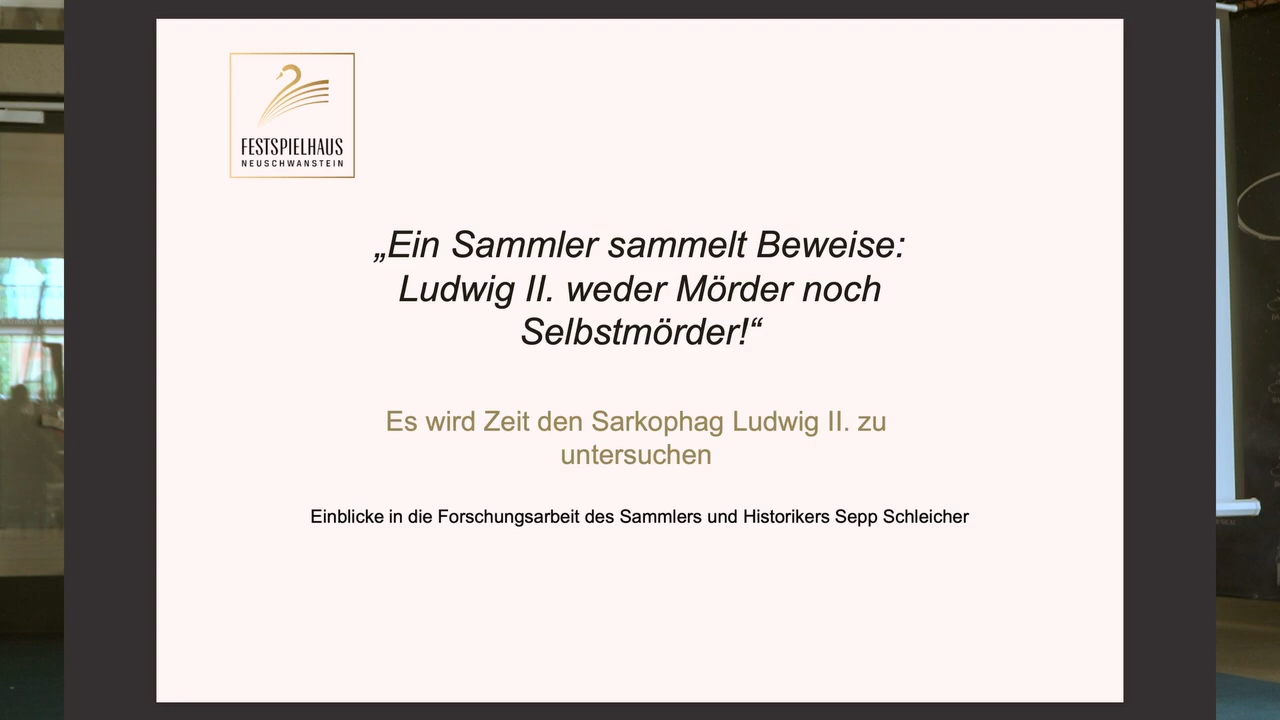 FESTSPIELHAUS
NEUSCHWANSTEIN
„Ein Sammler sammelt Beweise:
Ludwig II. weder Mörder noch
Selbstmörder!“
Es wird Zeit den Sarkophag Ludwig II. zu
untersuchen
Einblicke in die Forschungsarbeit des Sammlers und Historikers Sepp Schleicher